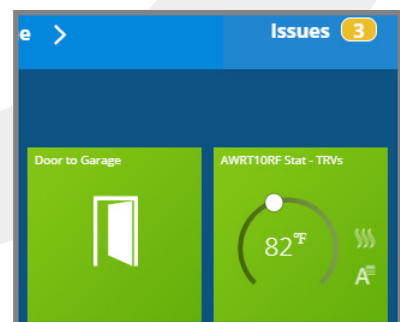 e > Issues 3
Door to Garage
AWRT10RF Stat - TRVs
82°F
A